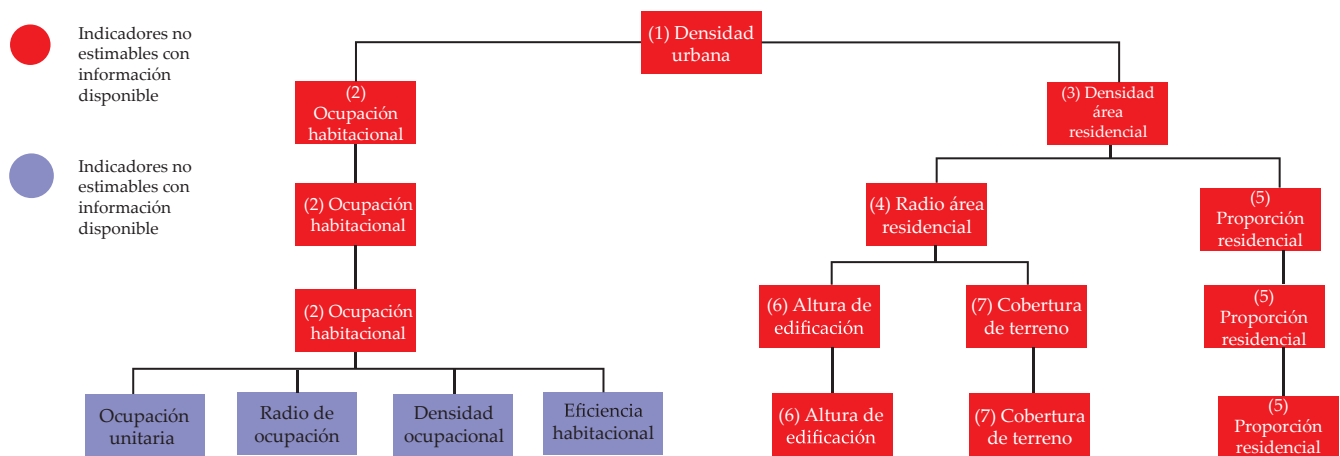 Indicadores no
estimables con
información
disponible
Indicadores no
estimables con
información
disponible
(1) Densidad
urbana
(2)
Ocupación
habitacional
(3) Densidad
área
residencial
(2) Ocupación
habitacional
(4) Radio área
residencial
(5)
Proporción
residencial
(2) Ocupación
habitacional
(6) Altura de
edificación
(7) Cobertura
de terreno
(5)
Proporción
residencial
Ocupación
unitaria
Radio de
ocupación
Densidad
ocupacional
Eficiencia
habitacional
(6) Altura de
edificación
(7) Cobertura
de terreno
(5)
Proporción
residencial